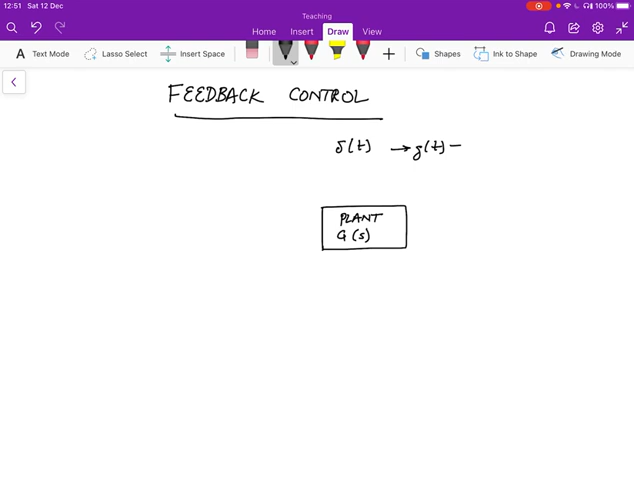 12:51 Sat 12 Dec
100%
Teaching
Home Insert Draw View
A Text Mode Lasso Select Insert Space Shapes Ink to Shape Drawing Mode
FEEDBACK CONTROL
δ(t) → g(t) –
PLANT
G(s)